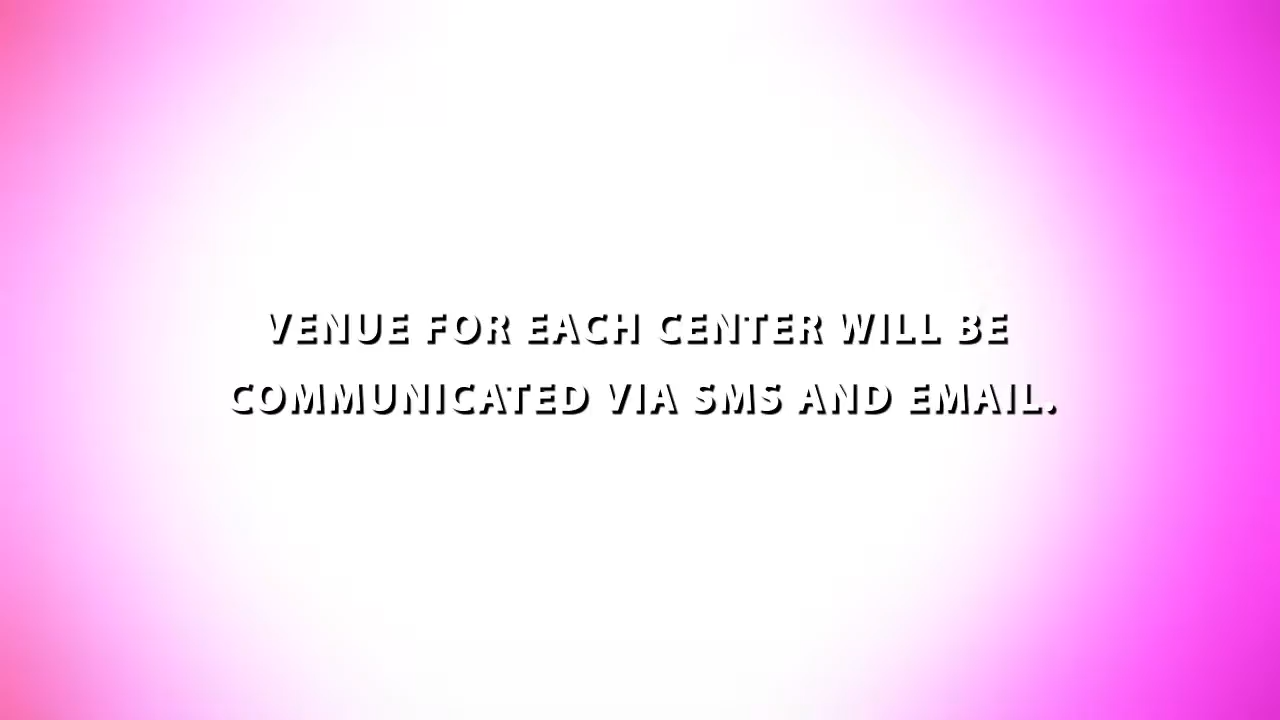 VENUE FOR EACH CENTER WILL BE
COMMUNICATED VIA SMS AND EMAIL.